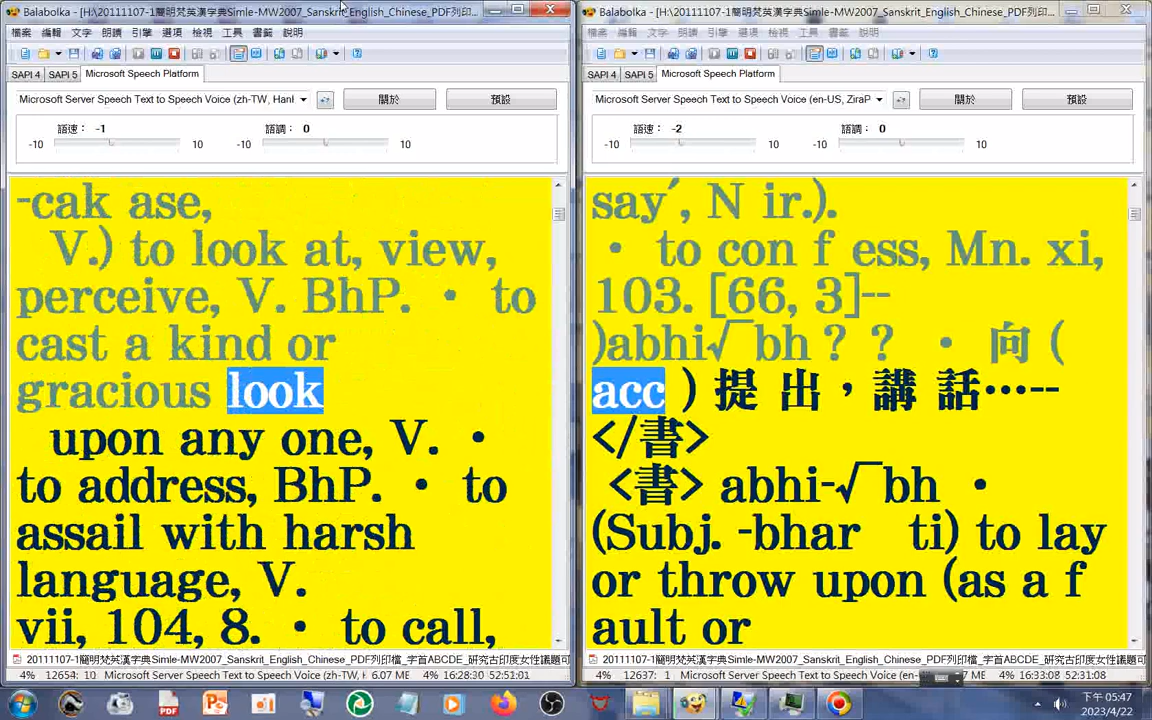 Balabolka - [H:\20111107-1簡明梵英漢字典Simle-MW2007_Sanskrit_English_Chinese_PDF列印...
檔案 編輯 文字 朗讀 引擎 選項 檢視 工具 書籤 說明
SAPI 4 SAPI 5 Microsoft Speech Platform
Microsoft Server Speech Text to Speech Voice (zh-TW, HanI
關於 預設
語速： -1 語調： 0
-10 10 -10 10
-cak ase,
V.) to look at, view,
perceive, V. BhP. • to
cast a kind or
gracious look
upon any one, V. •
to address, BhP. • to
assail with harsh
language, V.
vii, 104, 8. • to call,
20111107-1簡明梵英漢字典Simle-MW2007_Sanskrit_English_Chinese_PDF列印檔_字首ABCDE_研究古印度女性議題可
4% 12654: 10 Microsoft Server Speech Text to Speech Voice (zh-TW, H 6.07 MB 4% 16:28:30 52:51:01
Balabolka - [H:\20111107-1簡明梵英漢字典Simle-MW2007_Sanskrit_English_Chinese_PDF列印...
檔案 編輯 文字 朗讀 引擎 選項 檢視 工具 書籤 說明
SAPI 4 SAPI 5 Microsoft Speech Platform
Microsoft Server Speech Text to Speech Voice (en-US, ZiraP
關於 預設
語速： -2 語調： 0
-10 10 -10 10
say′, N ir.).
• to con f ess, Mn. xi,
103. [66, 3]--
)abhi√ bh ? ? • 向 (
acc ) 提 出，講 話…--
</書>
<書> abhi-√ bh •
(Subj. -bhar ti) to lay
or throw upon (as a f
ault or
20111107-1簡明梵英漢字典Simle-MW2007_Sanskrit_English_Chinese_PDF列印檔_字首ABCDE_研究古印度女性議題可
4% 12637: 1 Microsoft Server Speech Text to Speech Voice 4% 16:33:08 52:51:08
下午 05:47
2023/4/22